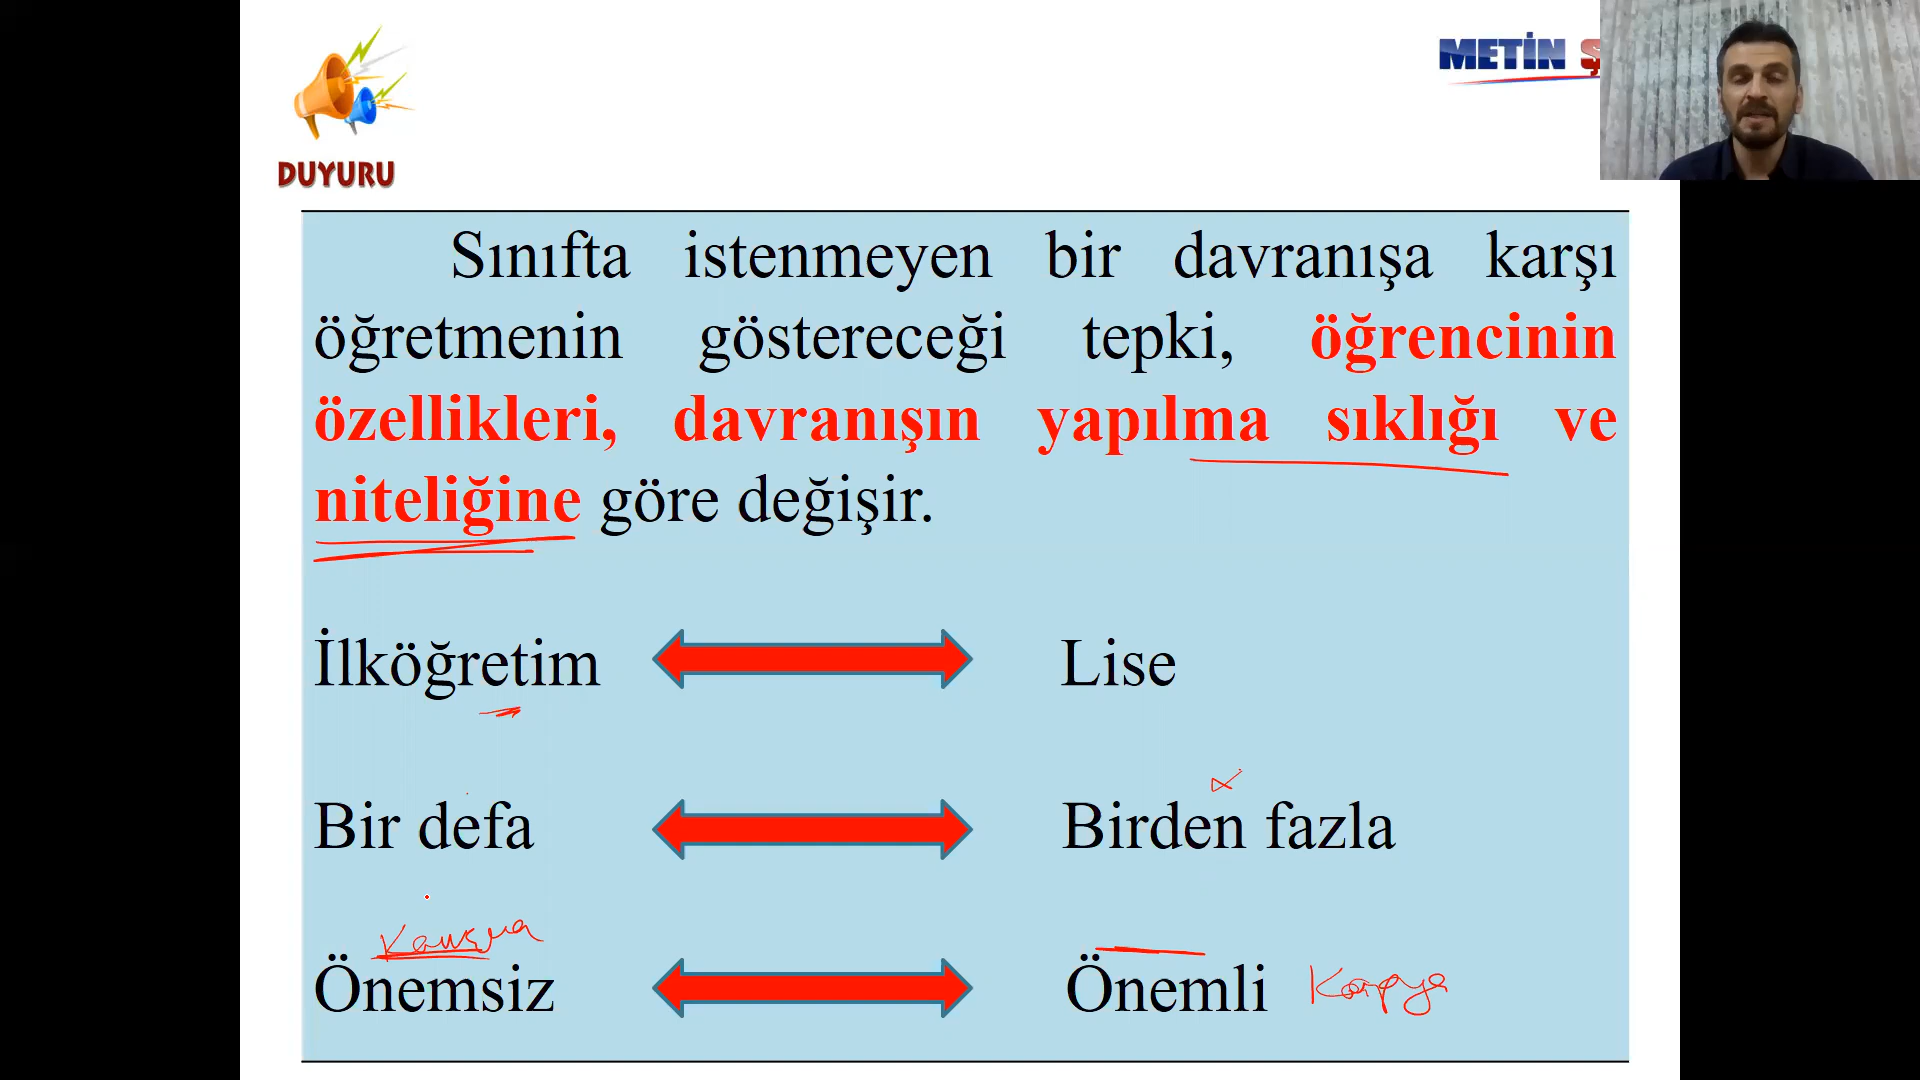 METİN Ş
DUYURU
Sınıfta istenmeyen bir davranışa karşı
öğretmenin göstereceği tepki, öğrencinin
özellikleri, davranışın yapılma sıklığı ve
niteliğine göre değişir.
İlköğretim Lise
Bir defa Birden fazla
Konuşma
Önemsiz Önemli Kopya